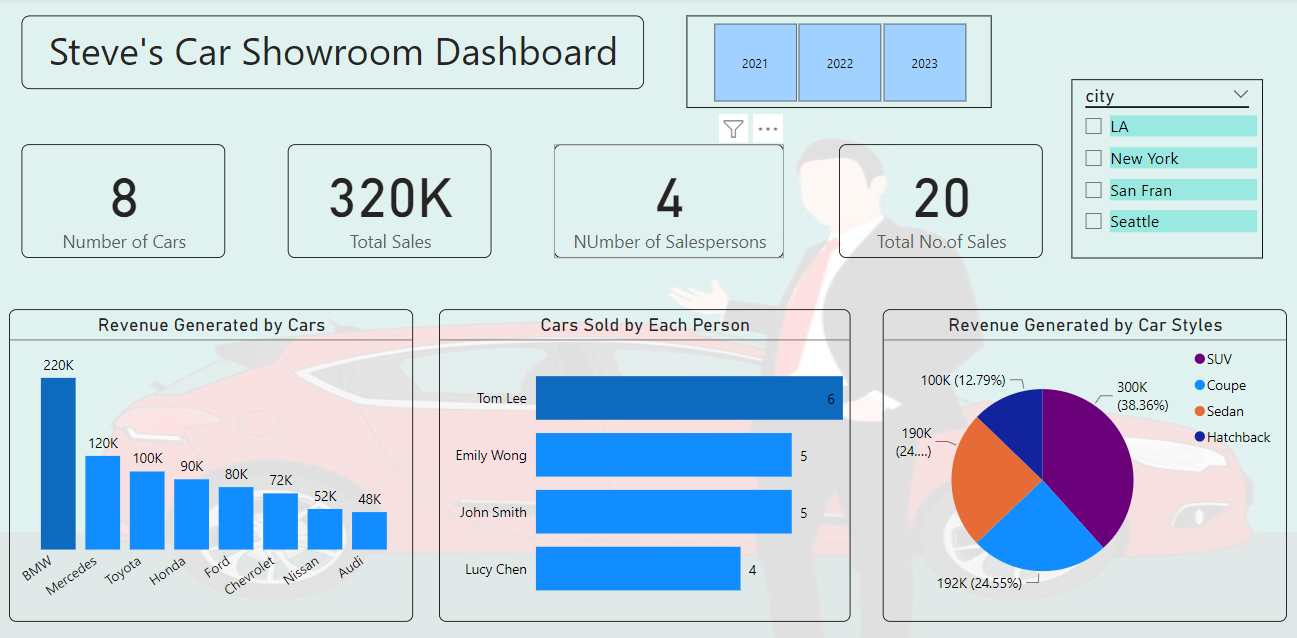 Steve's Car Showroom Dashboard
2021
2022
2023
city
LA
New York
San Fran
Seattle
8
Number of Cars
320K
Total Sales
4
NUmber of Salespersons
20
Total No.of Sales
Revenue Generated by Cars
220K
120K
100K
90K
80K
72K
52K
48K
BMW
Mercedes
Toyota
Honda
Ford
Chevrolet
Nissan
Audi
Cars Sold by Each Person
Tom Lee
6
Emily Wong
5
John Smith
5
Lucy Chen
4
Revenue Generated by Car Styles
SUV
Coupe
Sedan
Hatchback
100K (12.79%)
300K
(38.36%)
190K
(24....)
192K (24.55%)